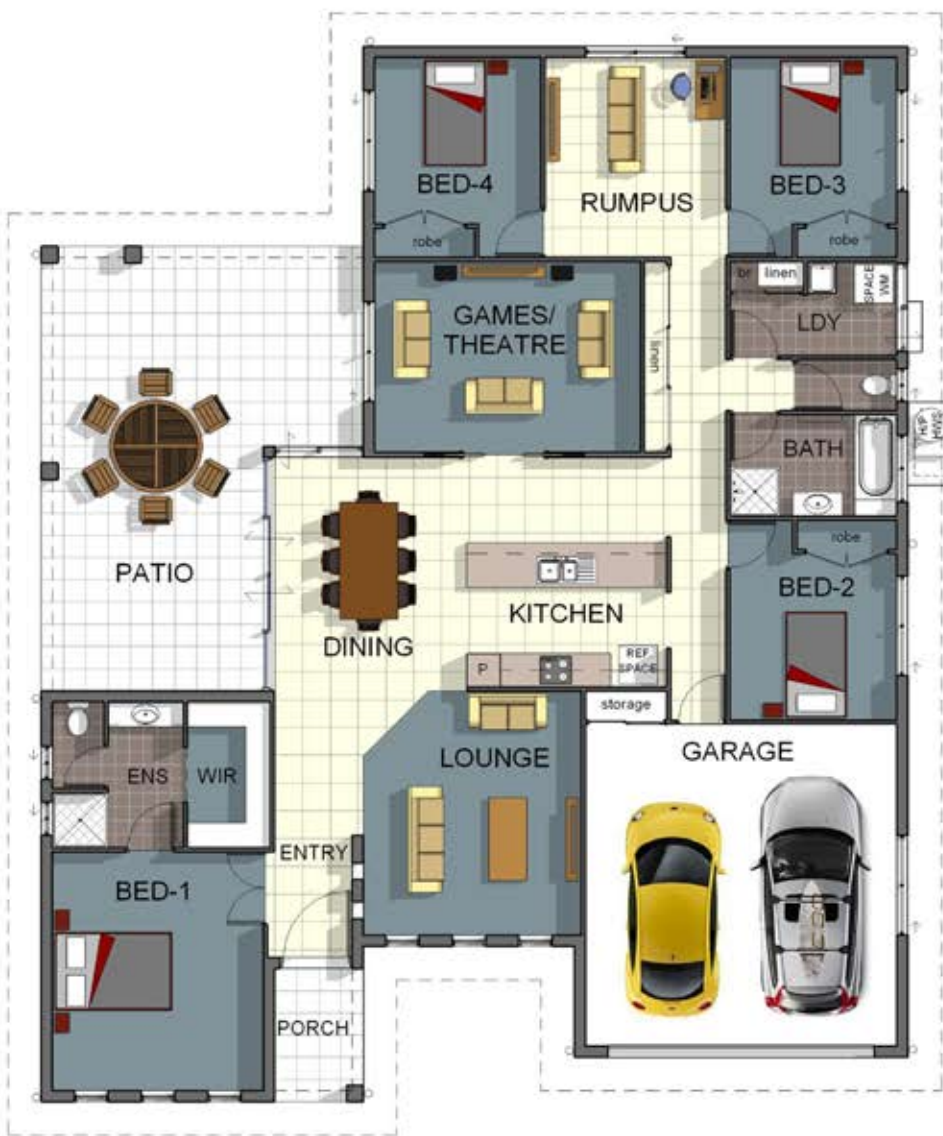 BED-4
RUMPUS
BED-3
robe
robe
br
linen
SPACE
WM
GAMES/
THEATRE
LDY
linen
H/P
HWS
BATH
robe
PATIO
BED-2
KITCHEN
DINING
P
REF
SPACE
storage
LOUNGE
GARAGE
ENS
WIR
ENTRY
BED-1
PORCH